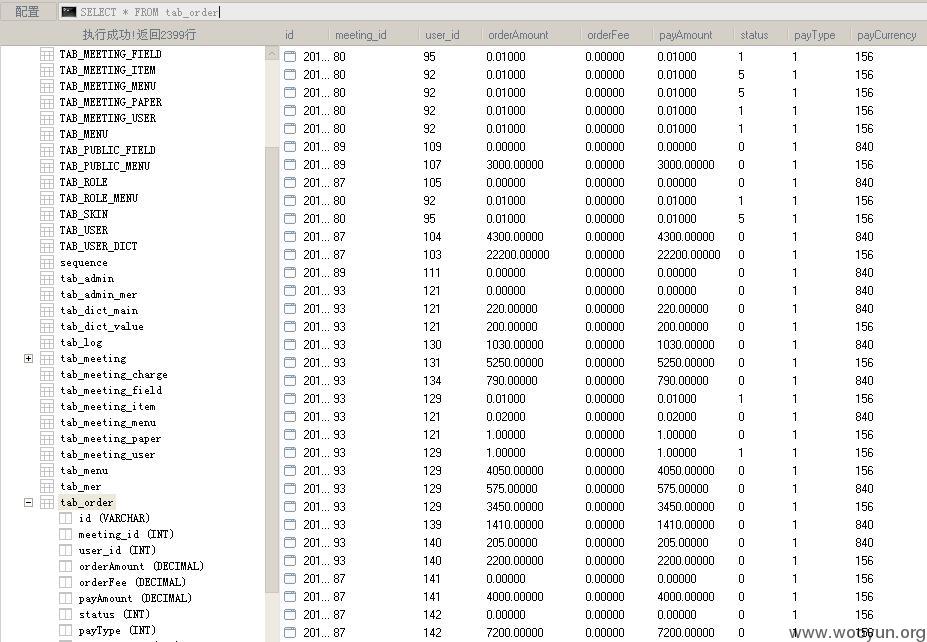 配置 SELECT * FROM tab_order
执行成功!返回2399行
TAB_MEETING_FIELD
TAB_MEETING_ITEM
TAB_MEETING_MENU
TAB_MEETING_PAPER
TAB_MEETING_USER
TAB_MENU
TAB_PUBLIC_FIELD
TAB_PUBLIC_MENU
TAB_ROLE
TAB_ROLE_MENU
TAB_SKIN
TAB_USER
TAB_USER_DICT
sequence
tab_admin
tab_admin_mer
tab_dict_main
tab_dict_value
tab_log
tab_meeting
tab_meeting_charge
tab_meeting_field
tab_meeting_item
tab_meeting_menu
tab_meeting_paper
tab_meeting_user
tab_menu
tab_mer
tab_order
id (VARCHAR)
meeting_id (INT)
user_id (INT)
orderAmount (DECIMAL)
orderFee (DECIMAL)
payAmount (DECIMAL)
status (INT)
payType (INT)
id meeting_id user_id orderAmount orderFee payAmount status payType payCurrency
201... 80 95 0.01000 0.00000 0.01000 1 1 156
201... 80 92 0.01000 0.00000 0.01000 5 1 156
201... 80 92 0.01000 0.00000 0.01000 5 1 156
201... 80 92 0.01000 0.00000 0.01000 1 1 156
201... 80 92 0.01000 0.00000 0.01000 1 1 156
201... 89 109 0.00000 0.00000 0.00000 0 1 840
201... 89 107 3000.00000 0.00000 3000.00000 0 1 156
201... 87 105 0.00000 0.00000 0.00000 0 1 840
201... 80 92 0.01000 0.00000 0.01000 1 1 156
201... 80 95 0.01000 0.00000 0.01000 5 1 156
201... 87 104 4300.00000 0.00000 4300.00000 0 1 840
201... 87 103 22200.00000 0.00000 22200.00000 0 1 156
201... 89 111 0.00000 0.00000 0.00000 0 1 840
201... 93 121 0.00000 0.00000 0.00000 0 1 840
201... 93 121 220.00000 0.00000 220.00000 0 1 840
201... 93 121 200.00000 0.00000 200.00000 0 1 156
201... 93 130 1030.00000 0.00000 1030.00000 0 1 840
201... 93 131 5250.00000 0.00000 5250.00000 0 1 156
201... 93 134 790.00000 0.00000 790.00000 0 1 840
201... 93 129 0.01000 0.00000 0.01000 1 1 156
201... 93 121 0.02000 0.00000 0.02000 0 1 840
201... 93 121 1.00000 0.00000 1.00000 0 1 156
201... 93 129 1.00000 0.00000 1.00000 1 1 156
201... 93 129 4050.00000 0.00000 4050.00000 0 1 156
201... 93 129 575.00000 0.00000 575.00000 0 1 840
201... 93 129 3450.00000 0.00000 3450.00000 0 1 156
201... 93 139 1410.00000 0.00000 1410.00000 0 1 840
201... 93 140 205.00000 0.00000 205.00000 0 1 840
201... 93 140 2200.00000 0.00000 2200.00000 0 1 156
201... 87 141 0.00000 0.00000 0.00000 0 1 156
201... 87 141 4000.00000 0.00000 4000.00000 0 1 156
201... 87 142 0.00000 0.00000 0.00000 0 1 156
201... 87 142 7200.00000 0.00000 7200.00000 0 1 156
www.wooyun.org